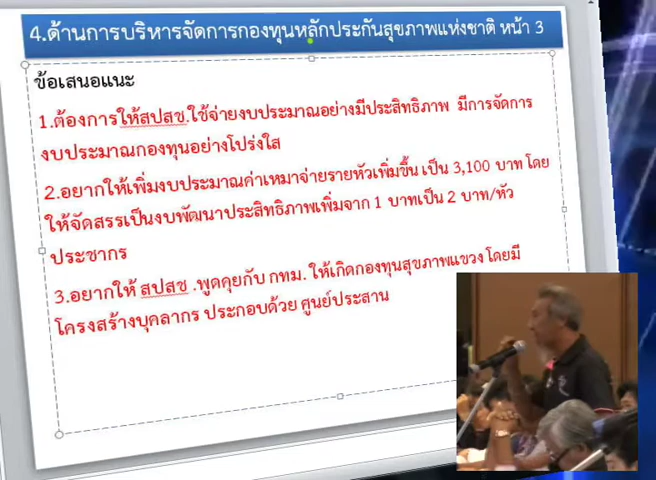 4.ด้านการบริหารจัดการกองทุนหลักประกันสุขภาพแห่งชาติ หน้า 3
ข้อเสนอแนะ
1.ต้องการให้สปสช.ใช้จ่ายงบประมาณอย่างมีประสิทธิภาพ มีการจัดการ
งบประมาณกองทุนอย่างโปร่งใส
2.อยากให้เพิ่มงบประมาณค่าเหมาจ่ายรายหัวเพิ่มขึ้น เป็น 3,100 บาท โดย
ให้จัดสรรเป็นงบพัฒนาประสิทธิภาพเพิ่มจาก 1 บาทเป็น 2 บาท/หัว
ประชากร
3.อยากให้ สปสช .พูดคุยกับ กทม. ให้เกิดกองทุนสุขภาพแขวง โดยมี
โครงสร้างบุคลากร ประกอบด้วย ศูนย์ประสาน